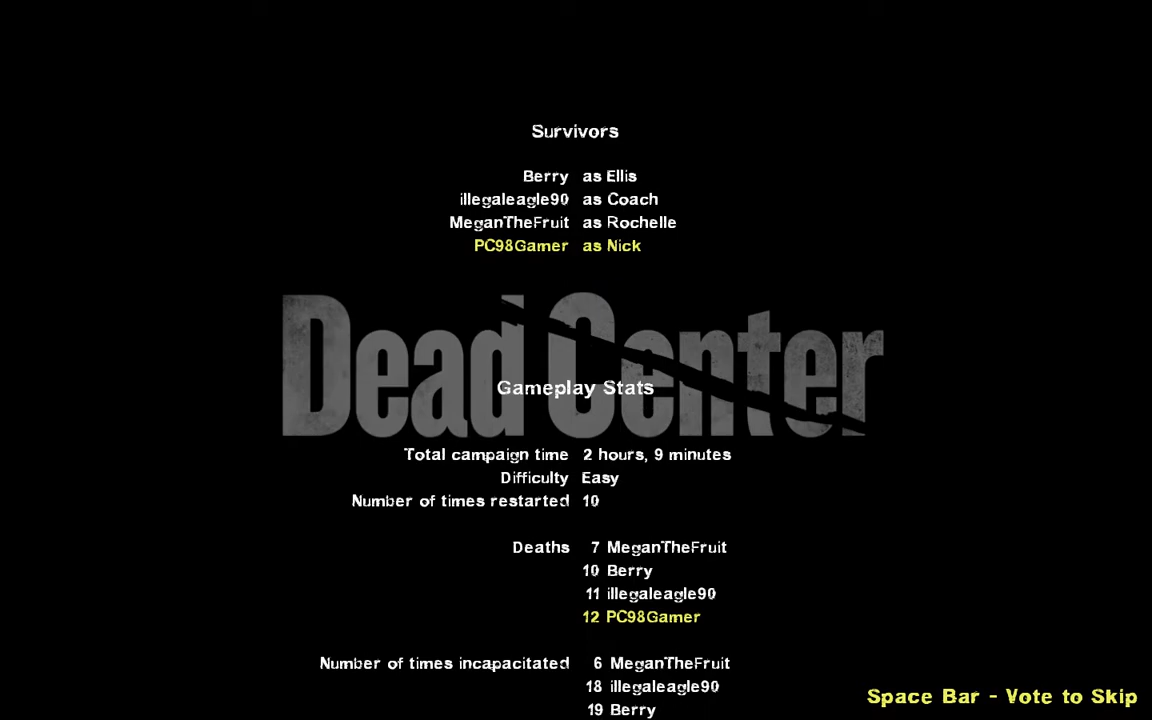 Survivors
Berry as Ellis
illegaleagle90 as Coach
MeganTheFruit as Rochelle
PC98Gamer as Nick
Dead Center
Gameplay Stats
Total campaign time 2 hours, 9 minutes
Difficulty Easy
Number of times restarted 10
Deaths 7 MeganTheFruit
10 Berry
11 illegaleagle90
12 PC98Gamer
Number of times incapacitated 6 MeganTheFruit
18 illegaleagle90
19 Berry
Space Bar - Vote to Skip